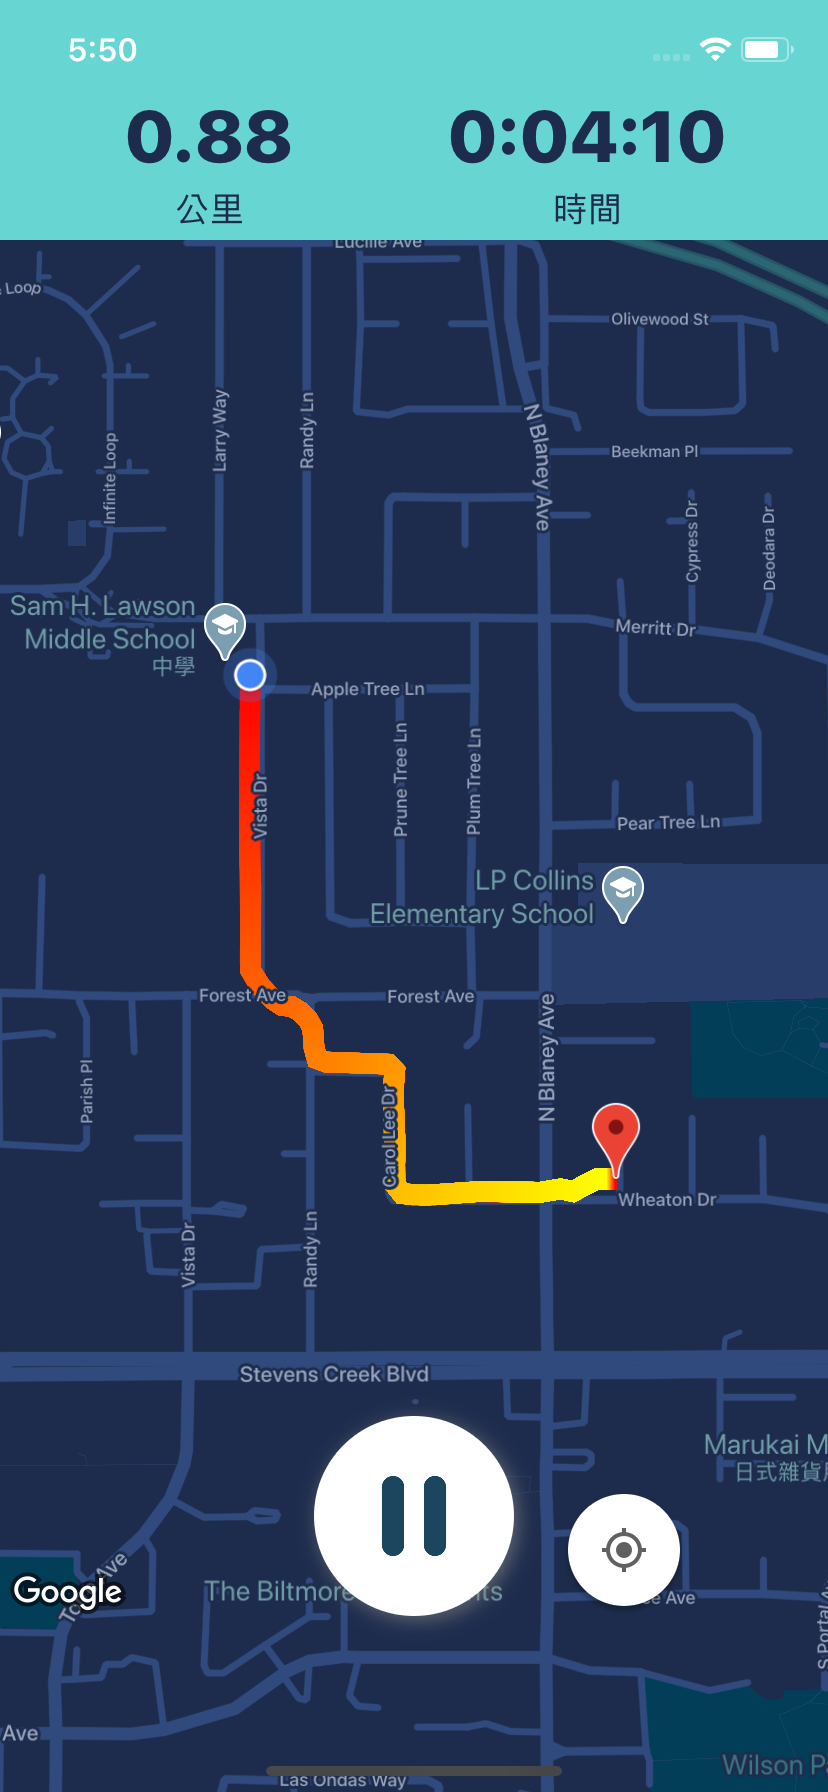 5:50
0.88
0:04:10
公里
時間
Lucille Ave
Loop
Olivewood St
Larry Way
Randy Ln
N Blaney Ave
Beekman Pl
Infinite Loop
Cypress Dr
Deodara Dr
Sam H. Lawson
Middle School
中學
Merritt Dr
Apple Tree Ln
Vista Dr
Prune Tree Ln
Plum Tree Ln
Pear Tree Ln
LP Collins
Elementary School
Forest Ave
Forest Ave
N Blaney Ave
Parish Pl
Carol Lee Dr
Wheaton Dr
Vista Dr
Randy Ln
Stevens Creek Blvd
Marukai M
日式雜貨
Ave
Google
The Biltmore
Ave
S Portal Av
Ave
Wilson Pa
Las Ondas Way